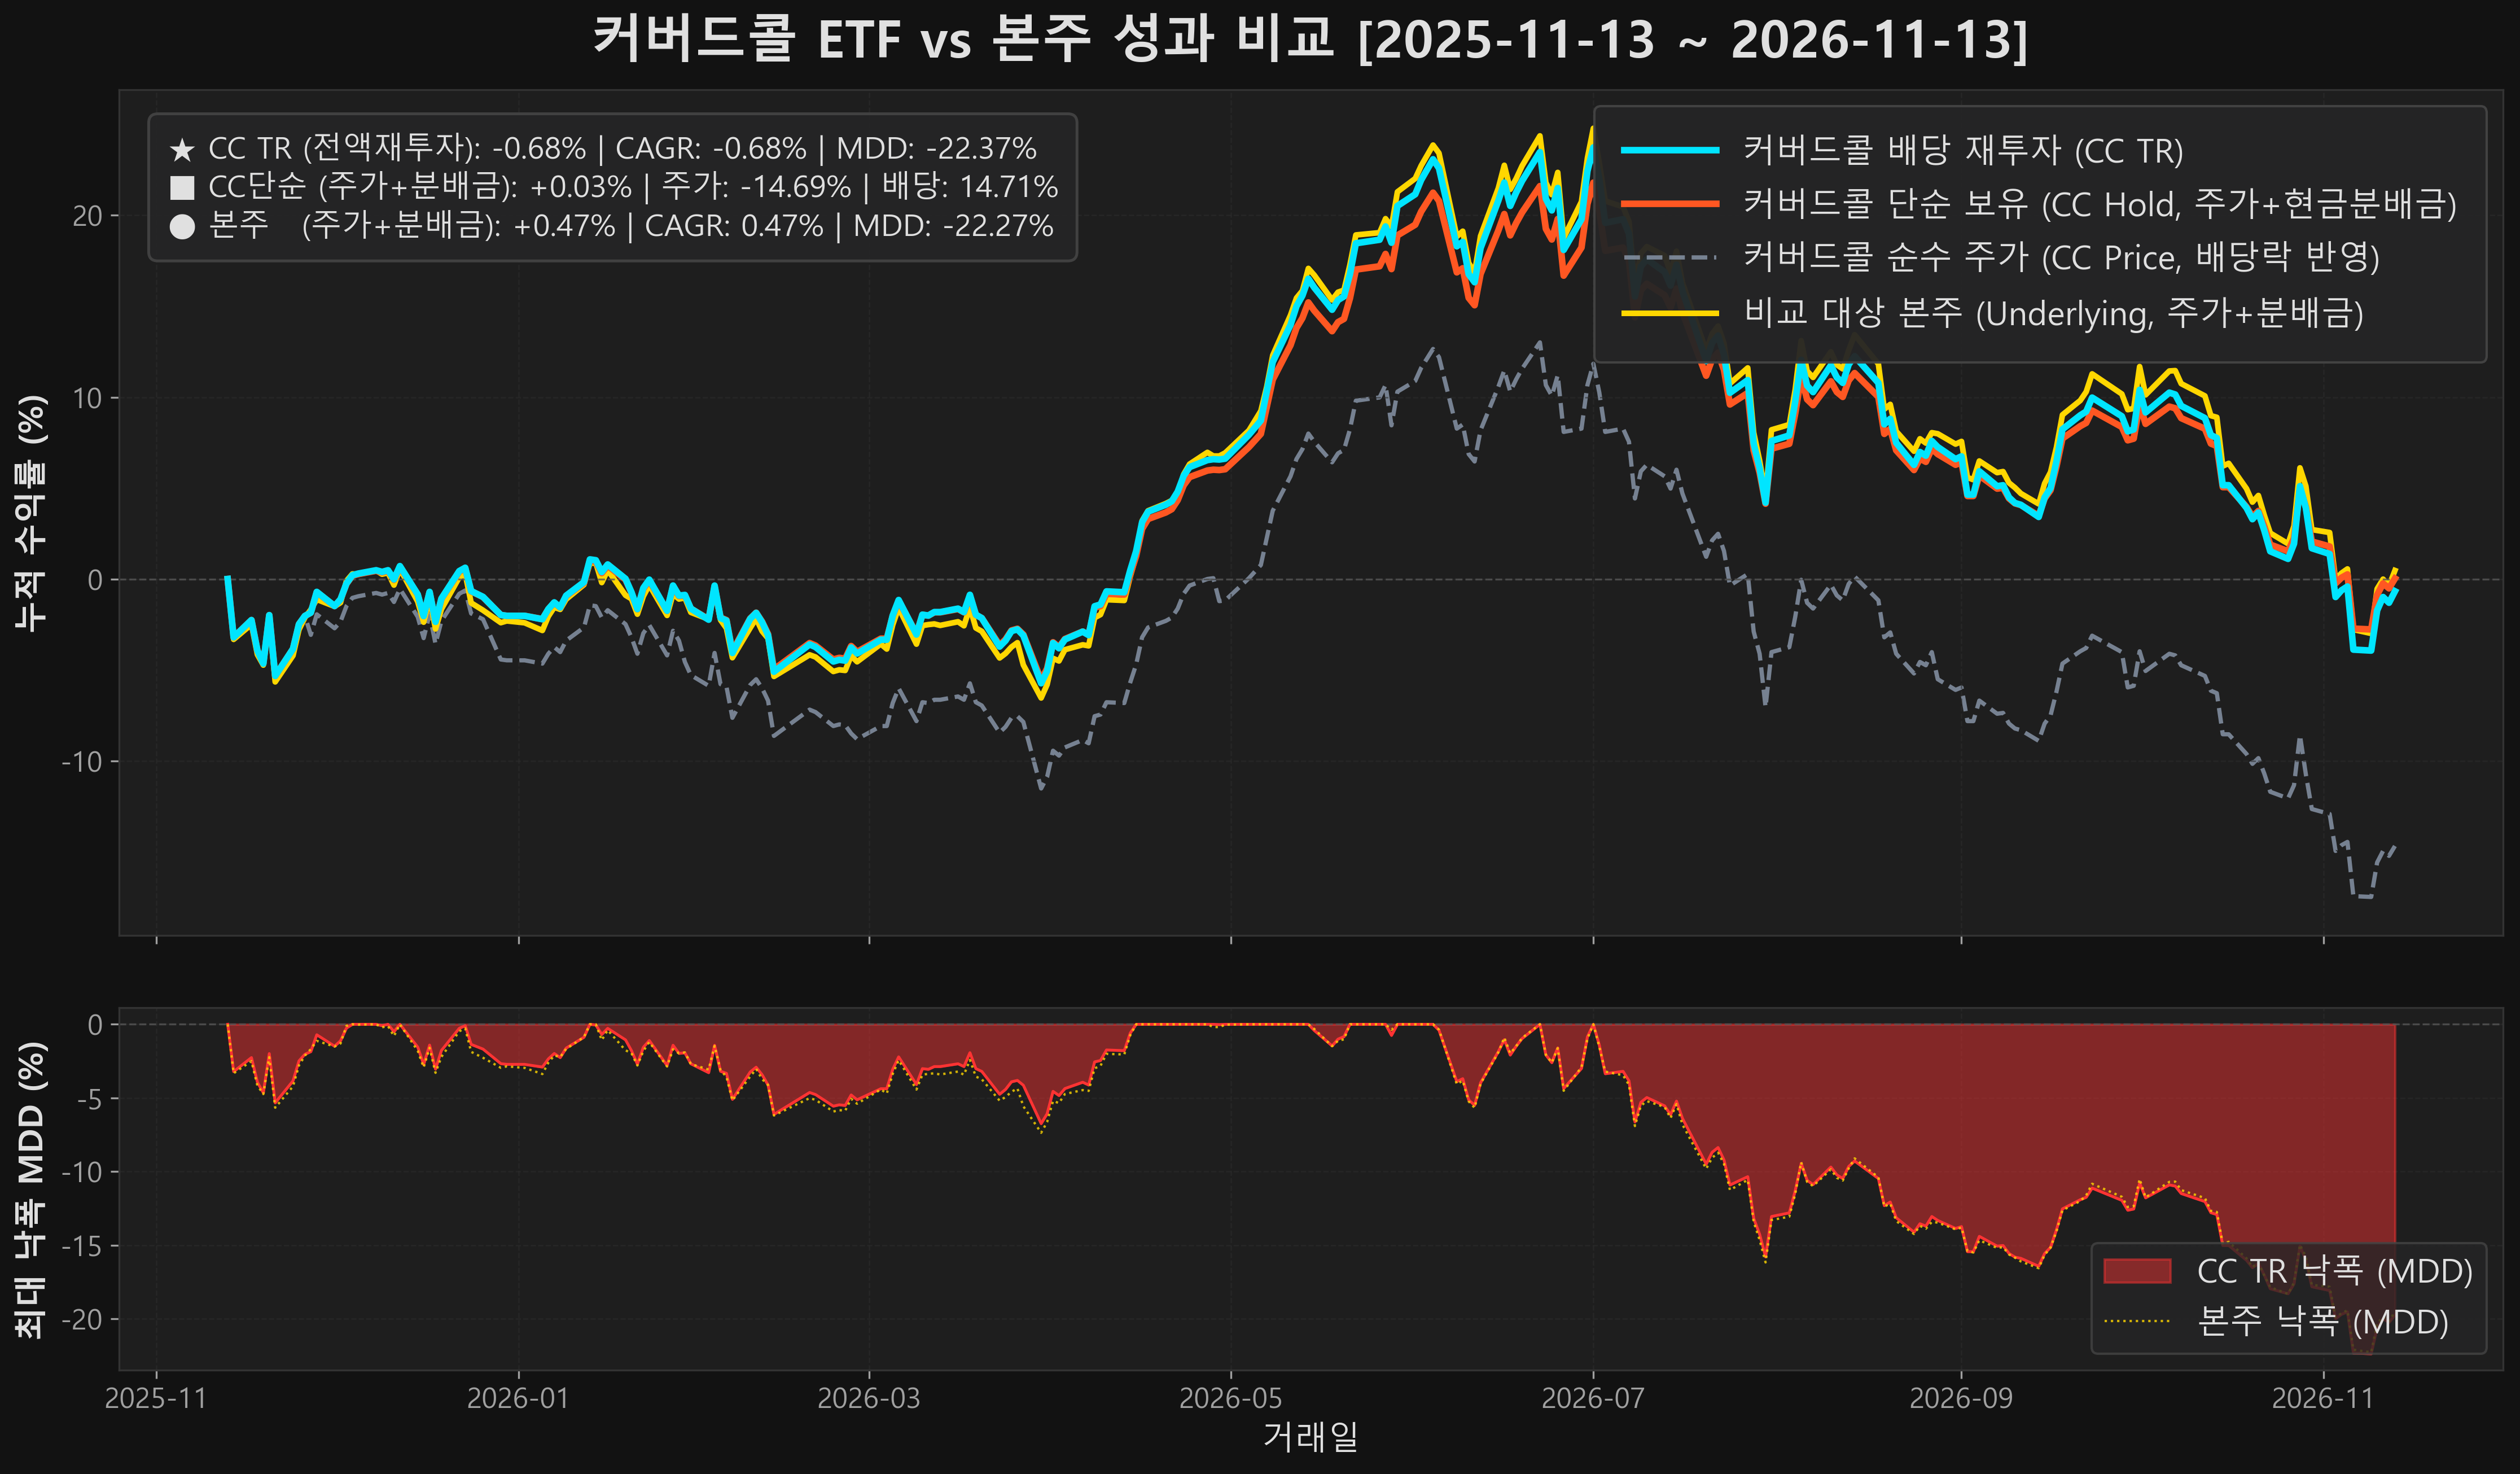 커버드콜 ETF vs 본주 성과 비교 [2025-11-13 ~ 2026-11-13]
★ CC TR (전액재투자): -0.68% | CAGR: -0.68% | MDD: -22.37%
■ CC단순 (주가+분배금): +0.03% | 주가: -14.69% | 배당: 14.71%
● 본주 (주가+분배금): +0.47% | CAGR: 0.47% | MDD: -22.27%
커버드콜 배당 재투자 (CC TR)
커버드콜 단순 보유 (CC Hold, 주가+현금분배금)
커버드콜 순수 주가 (CC Price, 배당락 반영)
비교 대상 본주 (Underlying, 주가+분배금)
누적 수익률 (%)
20
10
0
-10
최대 낙폭 MDD (%)
0
-5
-10
-15
-20
CC TR 낙폭 (MDD)
본주 낙폭 (MDD)
2025-11
2026-01
2026-03
2026-05
2026-07
2026-09
2026-11
거래일